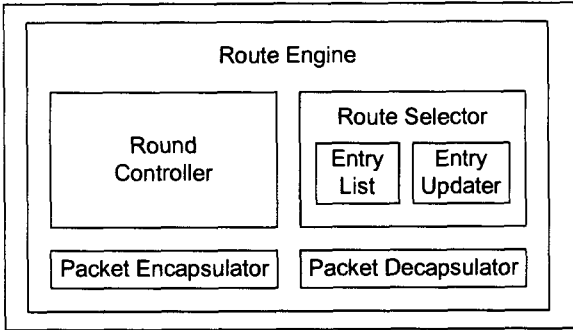 Route Engine
Round
Controller
Route Selector
Entry
List
Entry
Updater
Packet Encapsulator
Packet Decapsulator